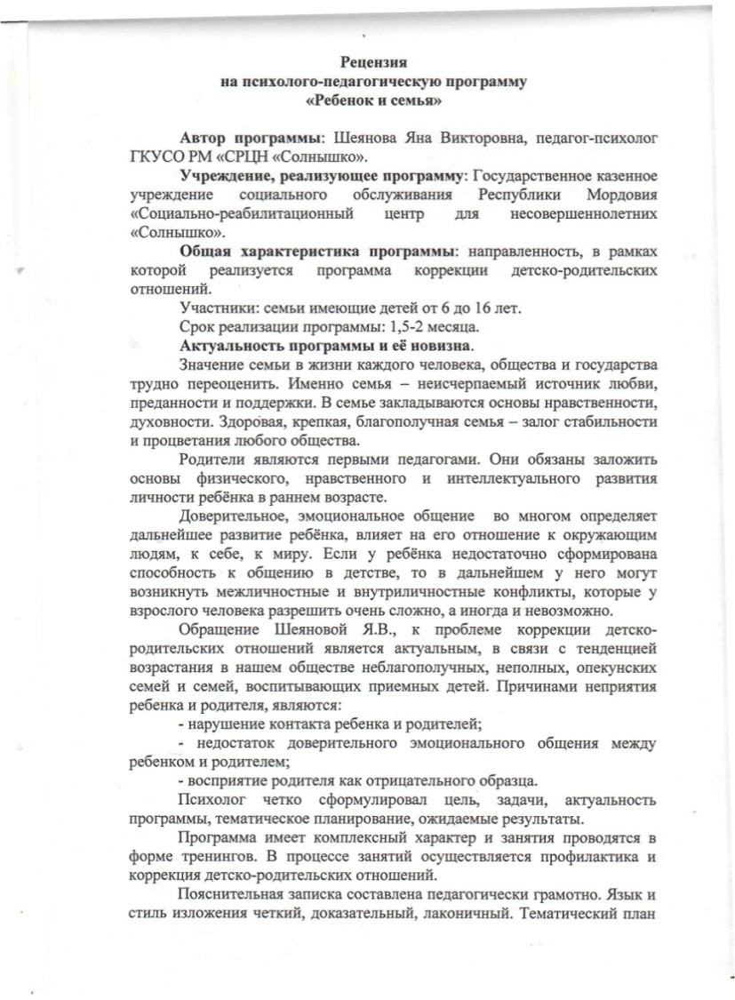 Рецензия
на психолого-педагогическую программу
«Ребенок и семья»
Автор программы: Шеянова Яна Викторовна, педагог-психолог
ГКУСО РМ «СРЦН «Солнышко».
Учреждение, реализующее программу: Государственное казенное
учреждение социального обслуживания Республики Мордовия
«Социально-реабилитационный центр для несовершеннолетних
«Солнышко».
Общая характеристика программы: направленность, в рамках
которой реализуется программа коррекции детско-родительских
отношений.
Участники: семьи имеющие детей от 6 до 16 лет.
Срок реализации программы: 1,5-2 месяца.
Актуальность программы и её новизна.
Значение семьи в жизни каждого человека, общества и государства
трудно переоценить. Именно семья – неисчерпаемый источник любви,
преданности и поддержки. В семье закладываются основы нравственности,
духовности. Здоровая, крепкая, благополучная семья – залог стабильности
и процветания любого общества.
Родители являются первыми педагогами. Они обязаны заложить
основы физического, нравственного и интеллектуального развития
личности ребёнка в раннем возрасте.
Доверительное, эмоциональное общение во многом определяет
дальнейшее развитие ребёнка, влияет на его отношение к окружающим
людям, к себе, к миру. Если у ребёнка недостаточно сформирована
способность к общению в детстве, то в дальнейшем у него могут
возникнуть межличностные и внутриличностные конфликты, которые у
взрослого человека разрешить очень сложно, а иногда и невозможно.
Обращение Шеяновой Я.В., к проблеме коррекции детско-
родительских отношений является актуальным, в связи с тенденцией
возрастания в нашем обществе неблагополучных, неполных, опекунских
семей и семей, воспитывающих приемных детей. Причинами неприятия
ребенка и родителя, являются:
- нарушение контакта ребенка и родителей;
- недостаток доверительного эмоционального общения между
ребенком и родителем;
- восприятие родителя как отрицательного образца.
Психолог четко сформулировал цель, задачи, актуальность
программы, тематическое планирование, ожидаемые результаты.
Программа имеет комплексный характер и занятия проводятся в
форме тренингов. В процессе занятий осуществляется профилактика и
коррекция детско-родительских отношений.
Пояснительная записка составлена педагогически грамотно. Язык и
стиль изложения четкий, доказательный, лаконичный. Тематический план